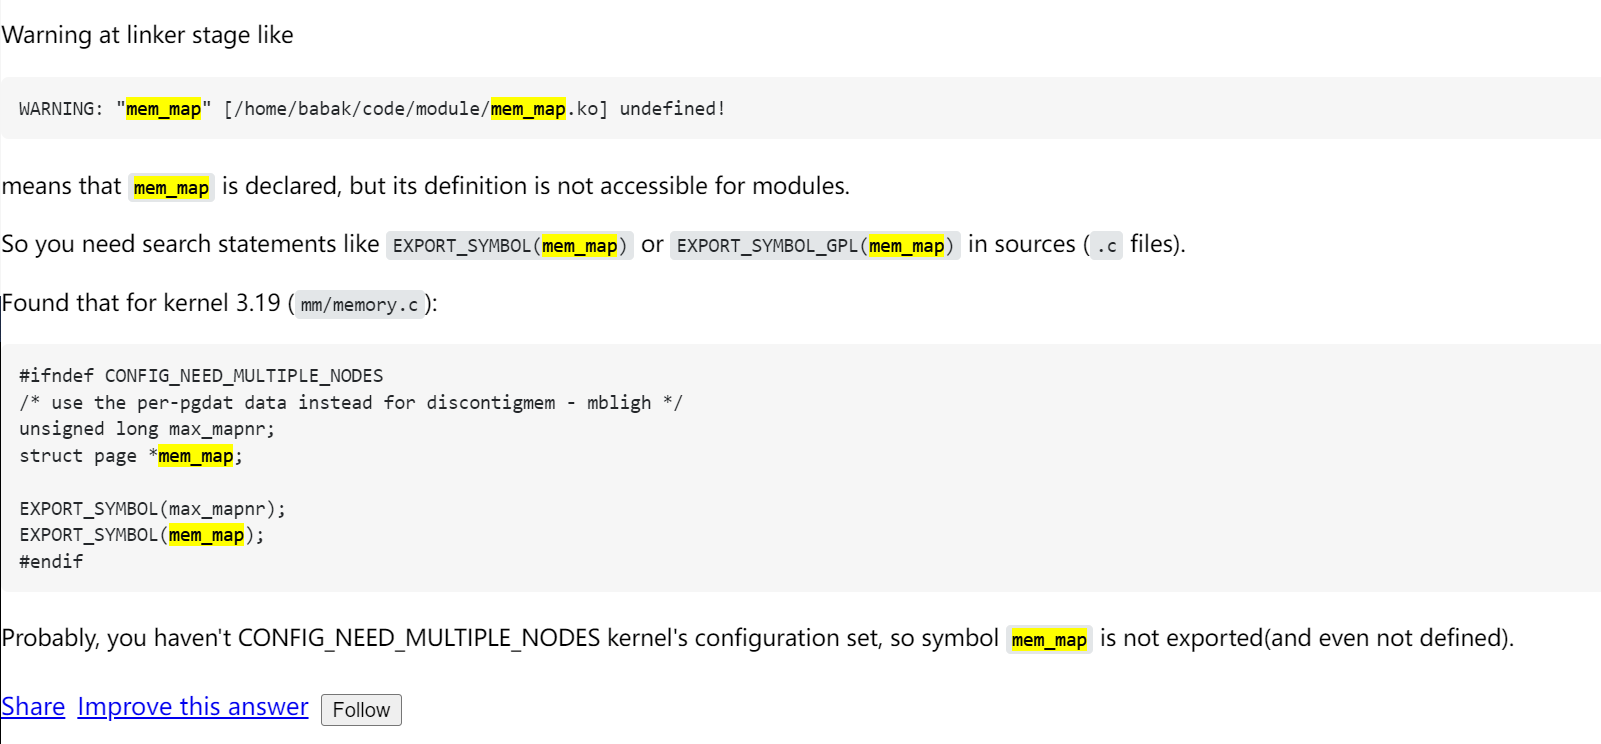 Warning at linker stage like
WARNING: "mem_map" [/home/babak/code/module/mem_map.ko] undefined!
means that mem_map is declared, but its definition is not accessible for modules.
So you need search statements like EXPORT_SYMBOL(mem_map) or EXPORT_SYMBOL_GPL(mem_map) in sources (.c files).
Found that for kernel 3.19 (mm/memory.c):
#ifndef CONFIG_NEED_MULTIPLE_NODES
/* use the per-pgdat data instead for discontigmem - mbligh */
unsigned long max_mapnr;
struct page *mem_map;
EXPORT_SYMBOL(max_mapnr);
EXPORT_SYMBOL(mem_map);
#endif
Probably, you haven't CONFIG_NEED_MULTIPLE_NODES kernel's configuration set, so symbol mem_map is not exported(and even not defined).
Share Improve this answer Follow